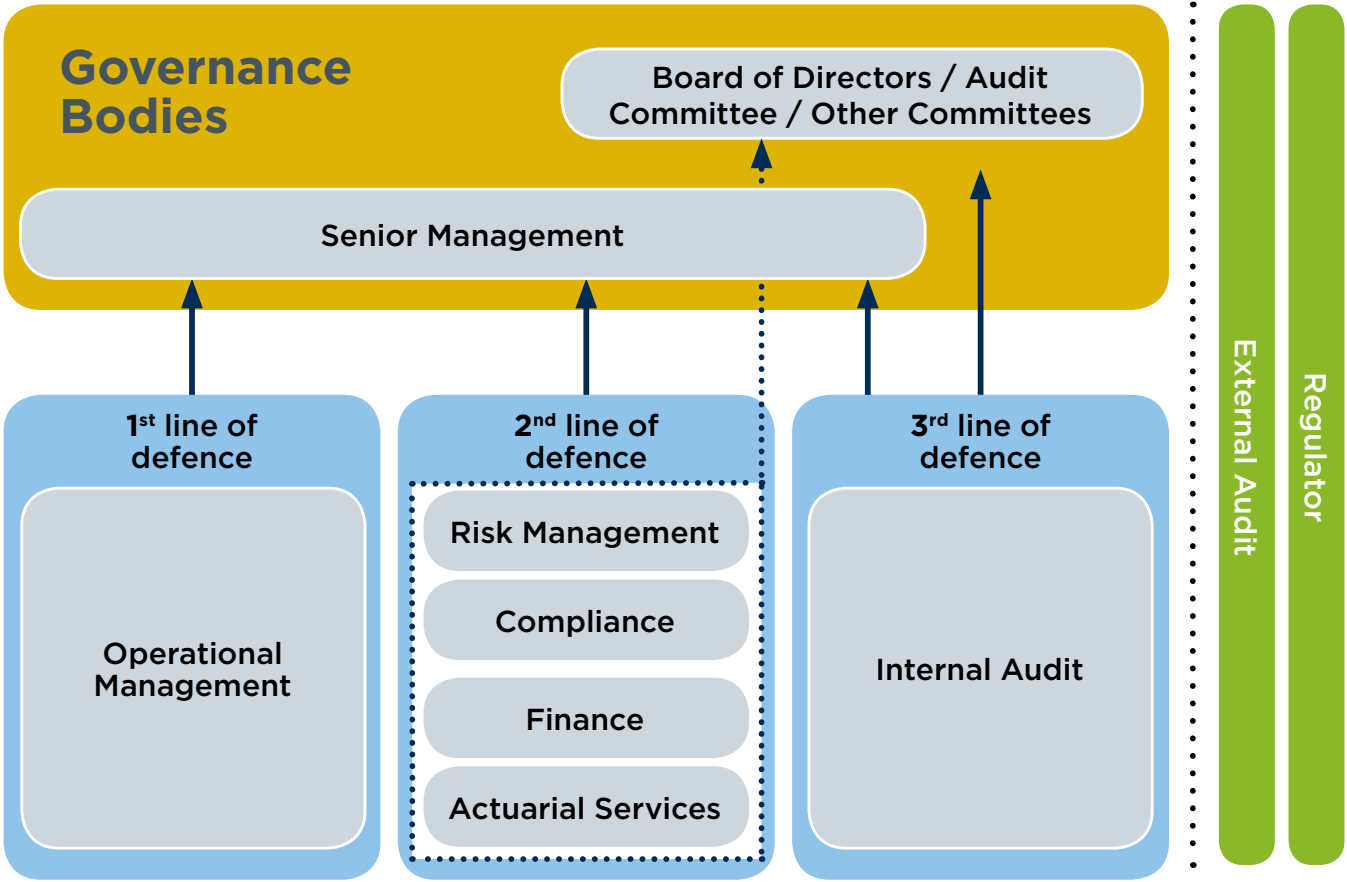 Governance
Bodies
Board of Directors / Audit
Committee / Other Committees
Senior Management
1st line of
defence
Operational
Management
2nd line of
defence
Risk Management
Compliance
Finance
Actuarial Services
3rd line of
defence
Internal Audit
External Audit
Regulator